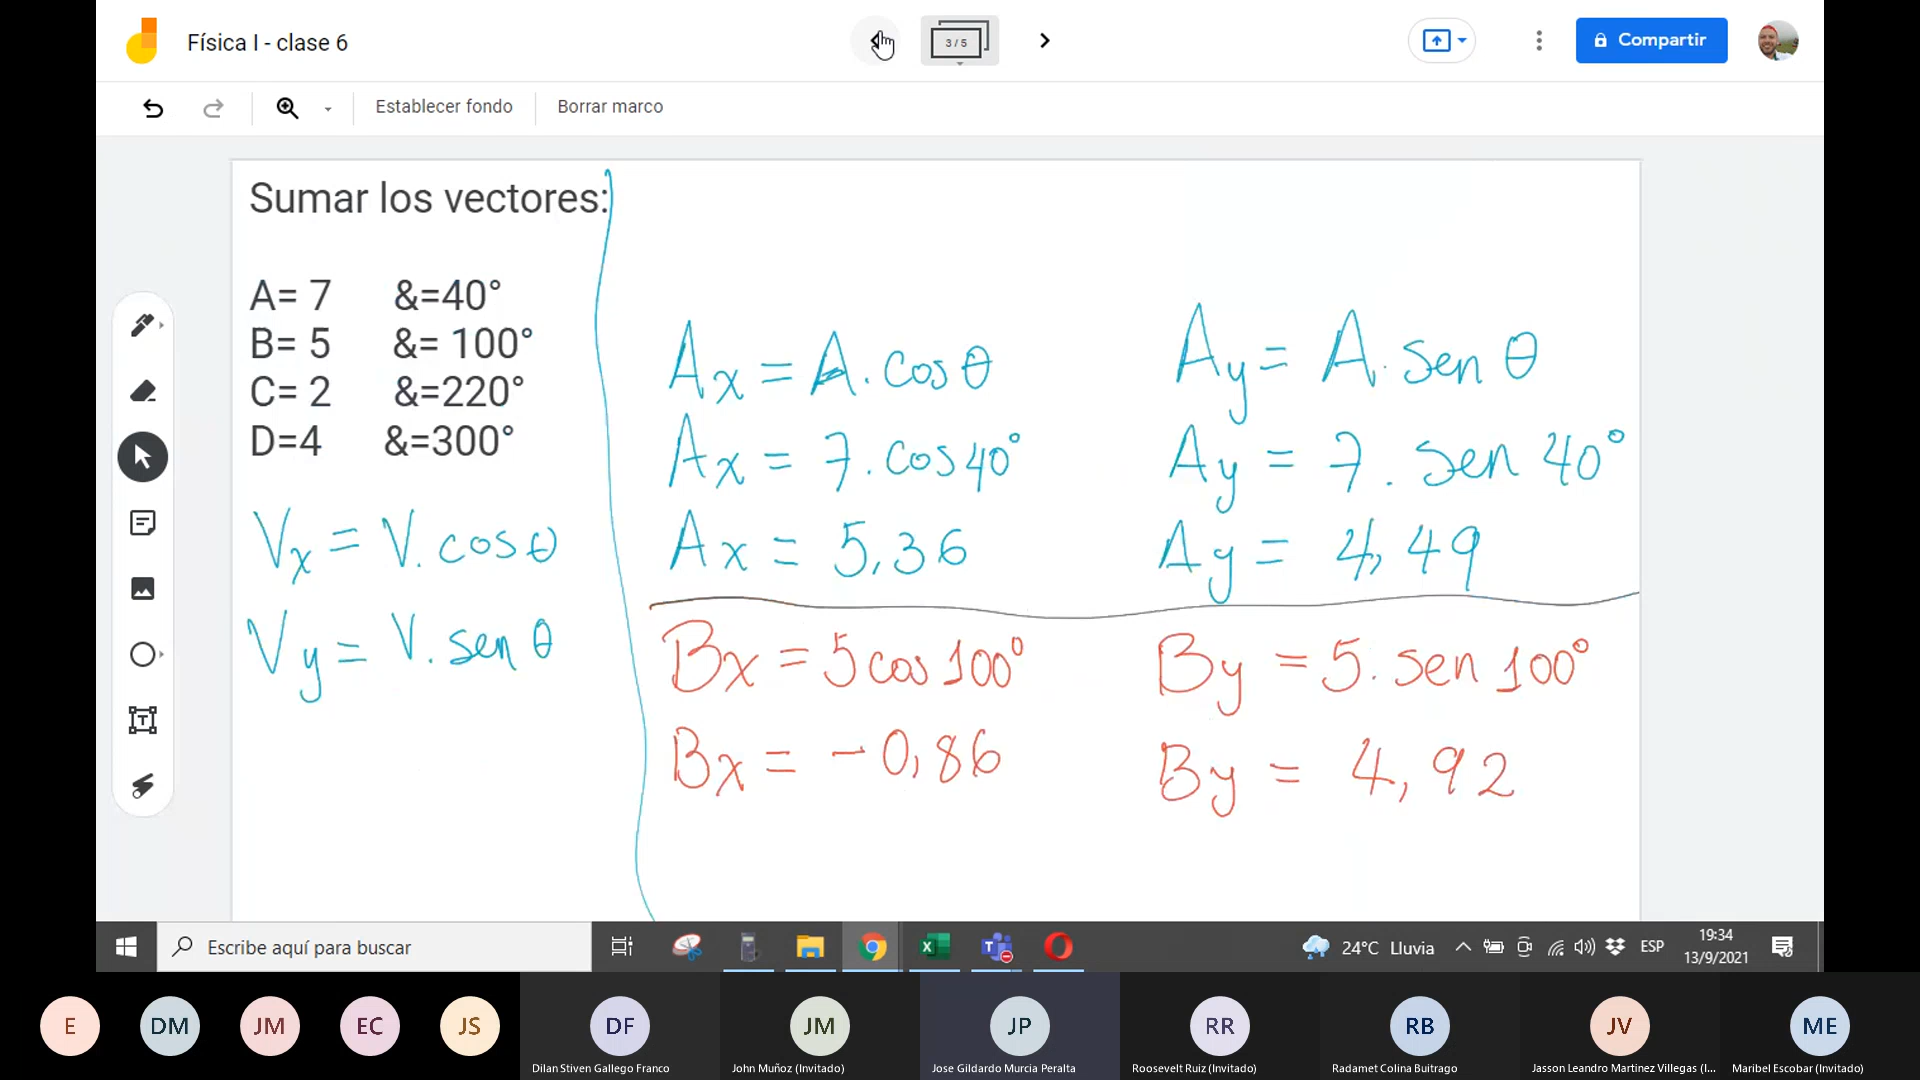 Física I - clase 6
3 / 5
Compartir
Establecer fondo
Borrar marco
Sumar los vectores:
A= 7 &=40°
B= 5 &= 100°
C= 2 &=220°
D=4 &=300°
Vx = V. cos θ
Vy = V. sen θ
Ax = A. cos θ
Ax = 7. cos 40°
Ax = 5,36
Ay = A. sen θ
Ay = 7. sen 40°
Ay = 4,49
Bx = 5 cos 100°
Bx = -0,86
By = 5. sen 100°
By = 4,92
Escribe aquí para buscar
24°C Lluvia
ESP
19:34
13/9/2021
E
DM
JM
EC
JS
DF
JM
JP
RR
RB
JV
ME
Dilan Stiven Gallego Franco
John Muñoz (Invitado)
Jose Gildardo Murcia Peralta
Roosevelt Ruiz (Invitado)
Radamet Colina Buitrago
Jasson Leandro Martinez Villegas (I...
Maribel Escobar (Invitado)